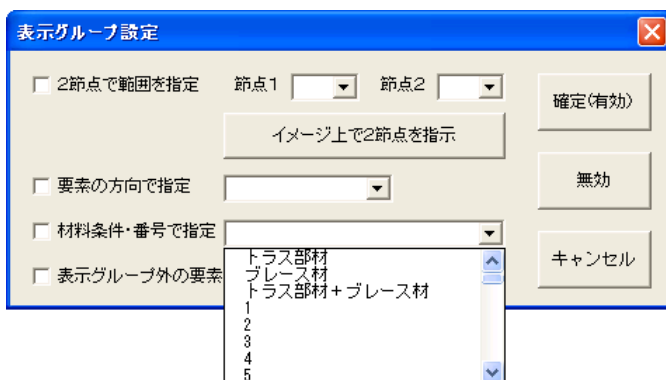 表示グループ設定
2節点で範囲を指定 節点1 節点2
確定(有効)
イメージ上で2節点を指示
要素の方向で指定
無効
材料条件・番号で指定
トラス部材
ブレース材
トラス部材+ブレース材
1
2
3
4
5
表示グループ外の要素
キャンセル